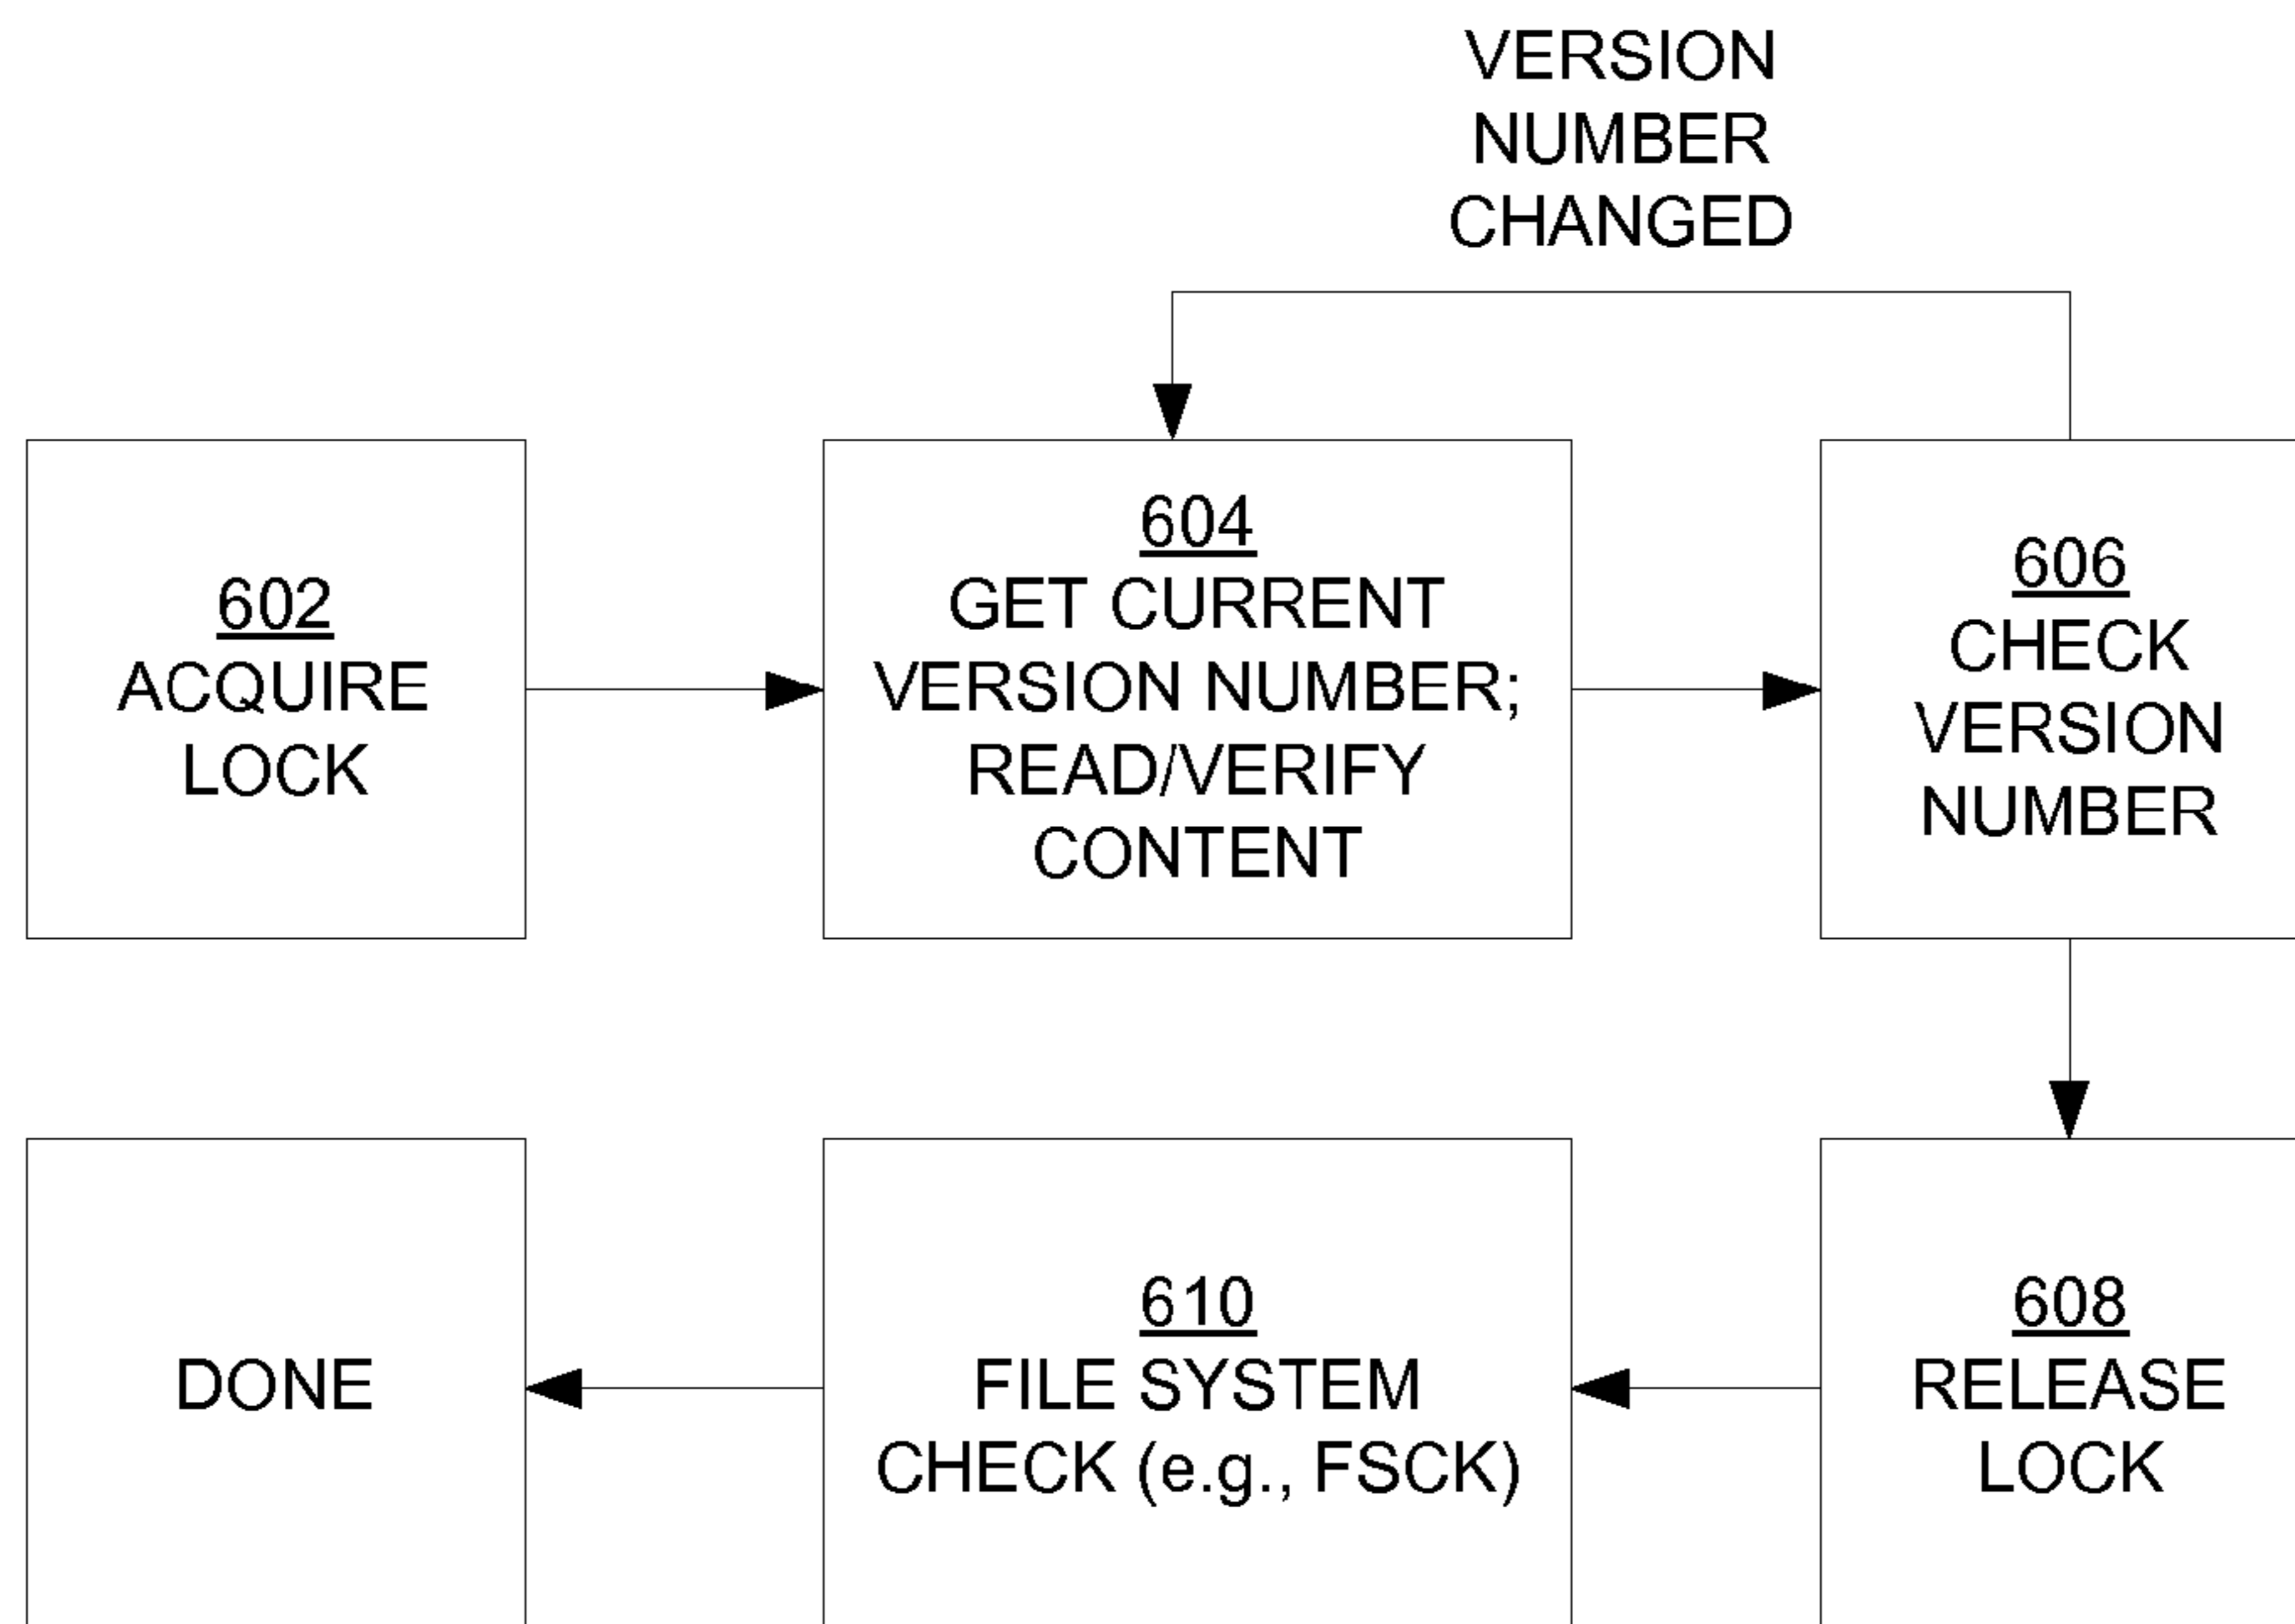 VERSION
NUMBER
CHANGED
602
ACQUIRE
LOCK
604
GET CURRENT
VERSION NUMBER;
READ/VERIFY
CONTENT
606
CHECK
VERSION
NUMBER
DONE
610
FILE SYSTEM
CHECK (e.g., FSCK)
608
RELEASE
LOCK